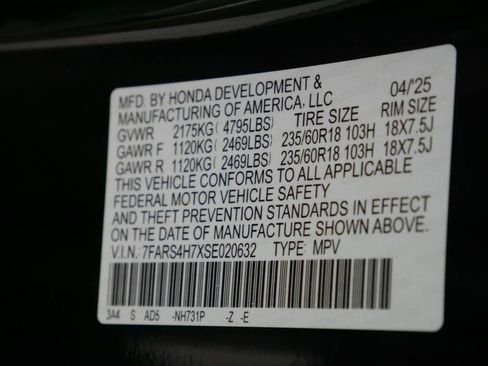 MFD. BY HONDA DEVELOPMENT & 04/'25
MANUFACTURING OF AMERICA, LLC
GVWR 2175KG (4795LBS) TIRE SIZE RIM SIZE
GAWR F 1120KG (2469LBS) 235/60R18 103H 18X7.5J
GAWR R 1120KG (2469LBS) 235/60R18 103H 18X7.5J
THIS VEHICLE CONFORMS TO ALL APPLICABLE
FEDERAL MOTOR VEHICLE SAFETY
AND THEFT PREVENTION STANDARDS IN EFFECT
ON THE DATE OF MANUFACTURE SHOWN ABOVE.
V.I.N.: 7FARS4H7XSE020632 TYPE: MPV
3A4 S AD5 -NH731P -Z -E